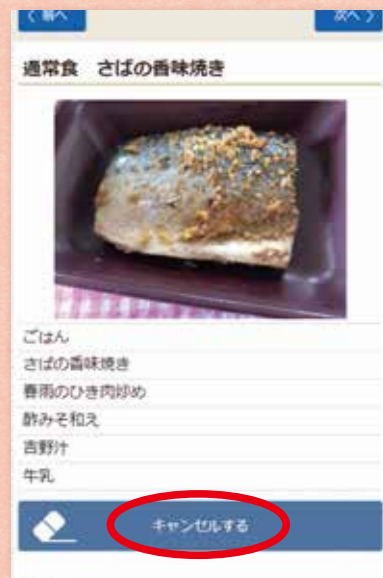 く 前へ
次へ >
通常食　さばの香味焼き
ごはん
さばの香味焼き
春雨のひき肉炒め
酢みそ和え
吉野汁
牛乳
キャンセルする